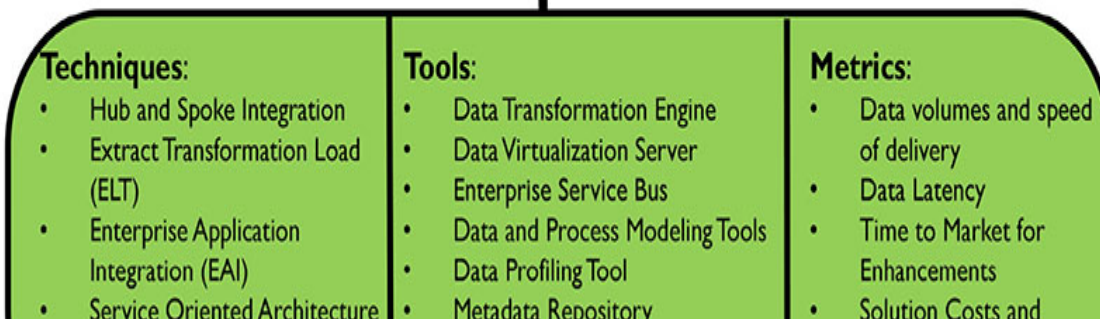 Techniques:
• Hub and Spoke Integration
• Extract Transformation Load
(ELT)
• Enterprise Application
Integration (EAI)
• Service Oriented Architecture
Tools:
• Data Transformation Engine
• Data Virtualization Server
• Enterprise Service Bus
• Data and Process Modeling Tools
• Data Profiling Tool
• Metadata Repository
Metrics:
• Data volumes and speed
of delivery
• Data Latency
• Time to Market for
Enhancements
• Solution Costs and